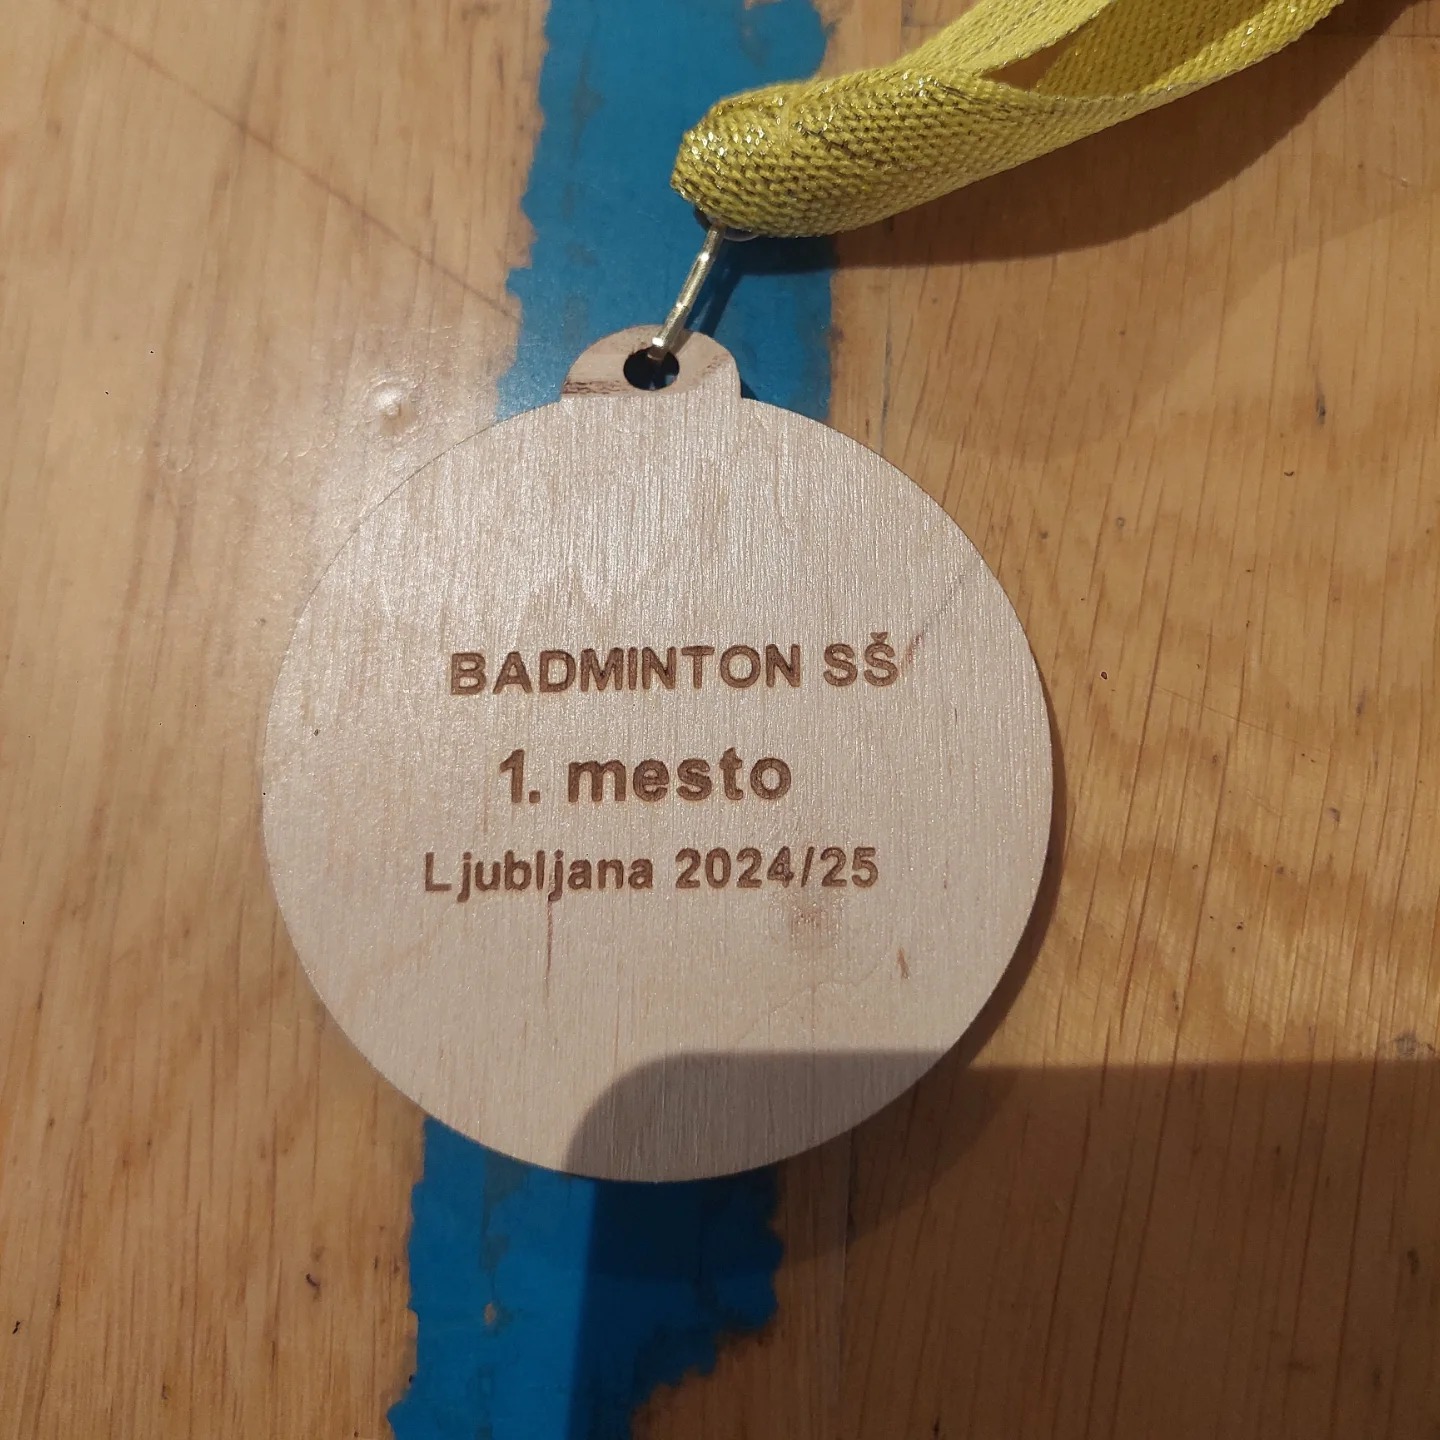 BADMINTON SŠ
1. mesto
Ljubljana 2024/25